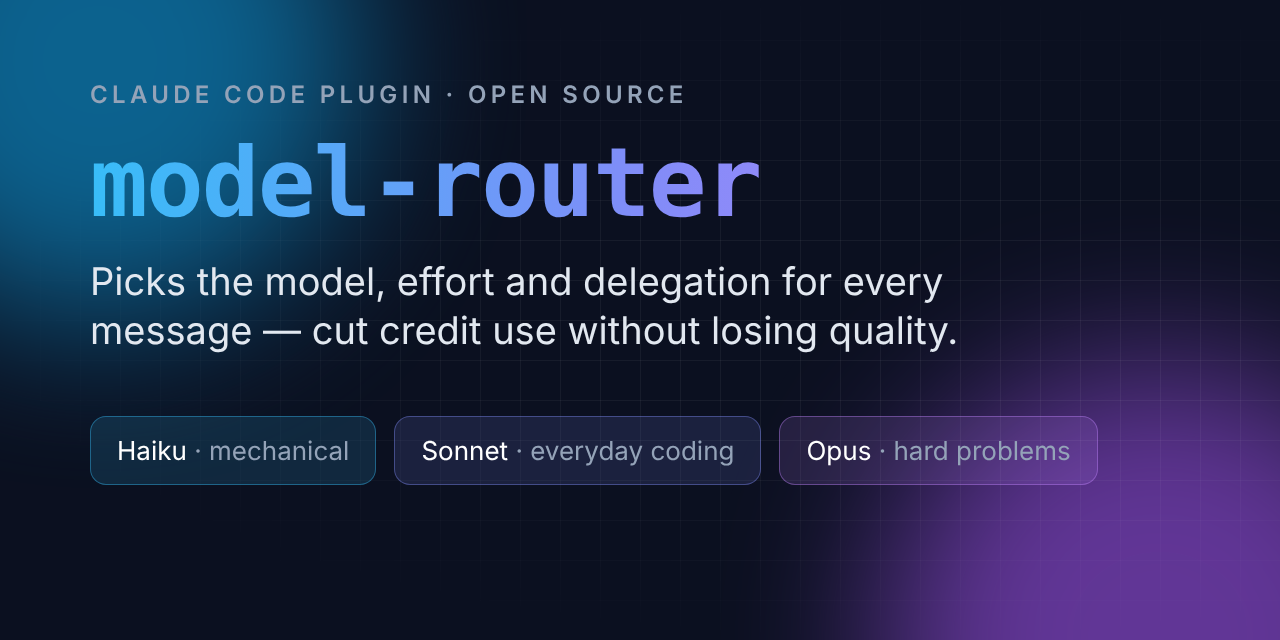 CLAUDE CODE PLUGIN · OPEN SOURCE
model-router
Picks the model, effort and delegation for every
message — cut credit use without losing quality.
Haiku · mechanical
Sonnet · everyday coding
Opus · hard problems